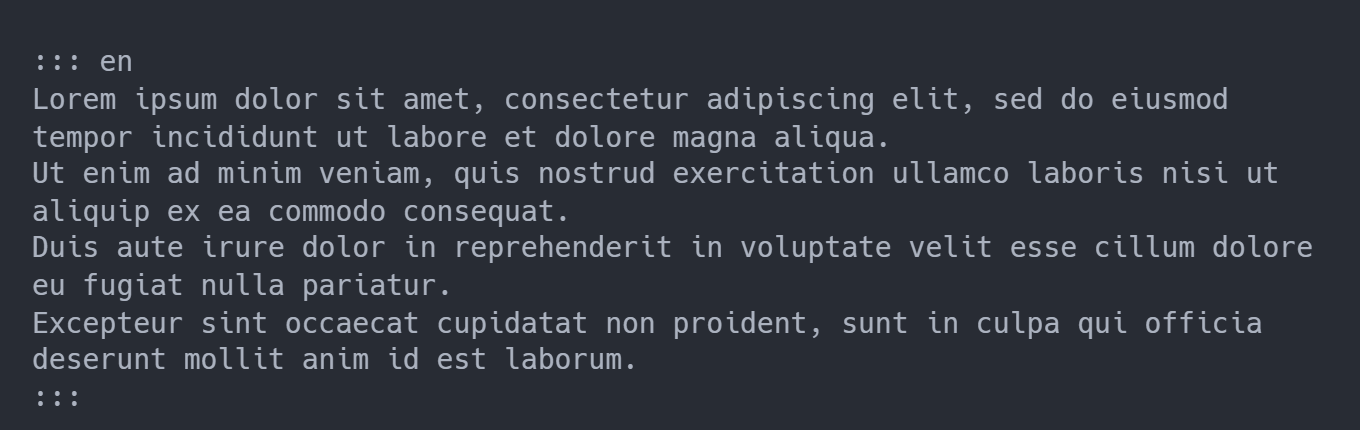 ::: en
Lorem ipsum dolor sit amet, consectetur adipiscing elit, sed do eiusmod
tempor incididunt ut labore et dolore magna aliqua.
Ut enim ad minim veniam, quis nostrud exercitation ullamco laboris nisi ut
aliquip ex ea commodo consequat.
Duis aute irure dolor in reprehenderit in voluptate velit esse cillum dolore
eu fugiat nulla pariatur.
Excepteur sint occaecat cupidatat non proident, sunt in culpa qui officia
deserunt mollit anim id est laborum.
:::